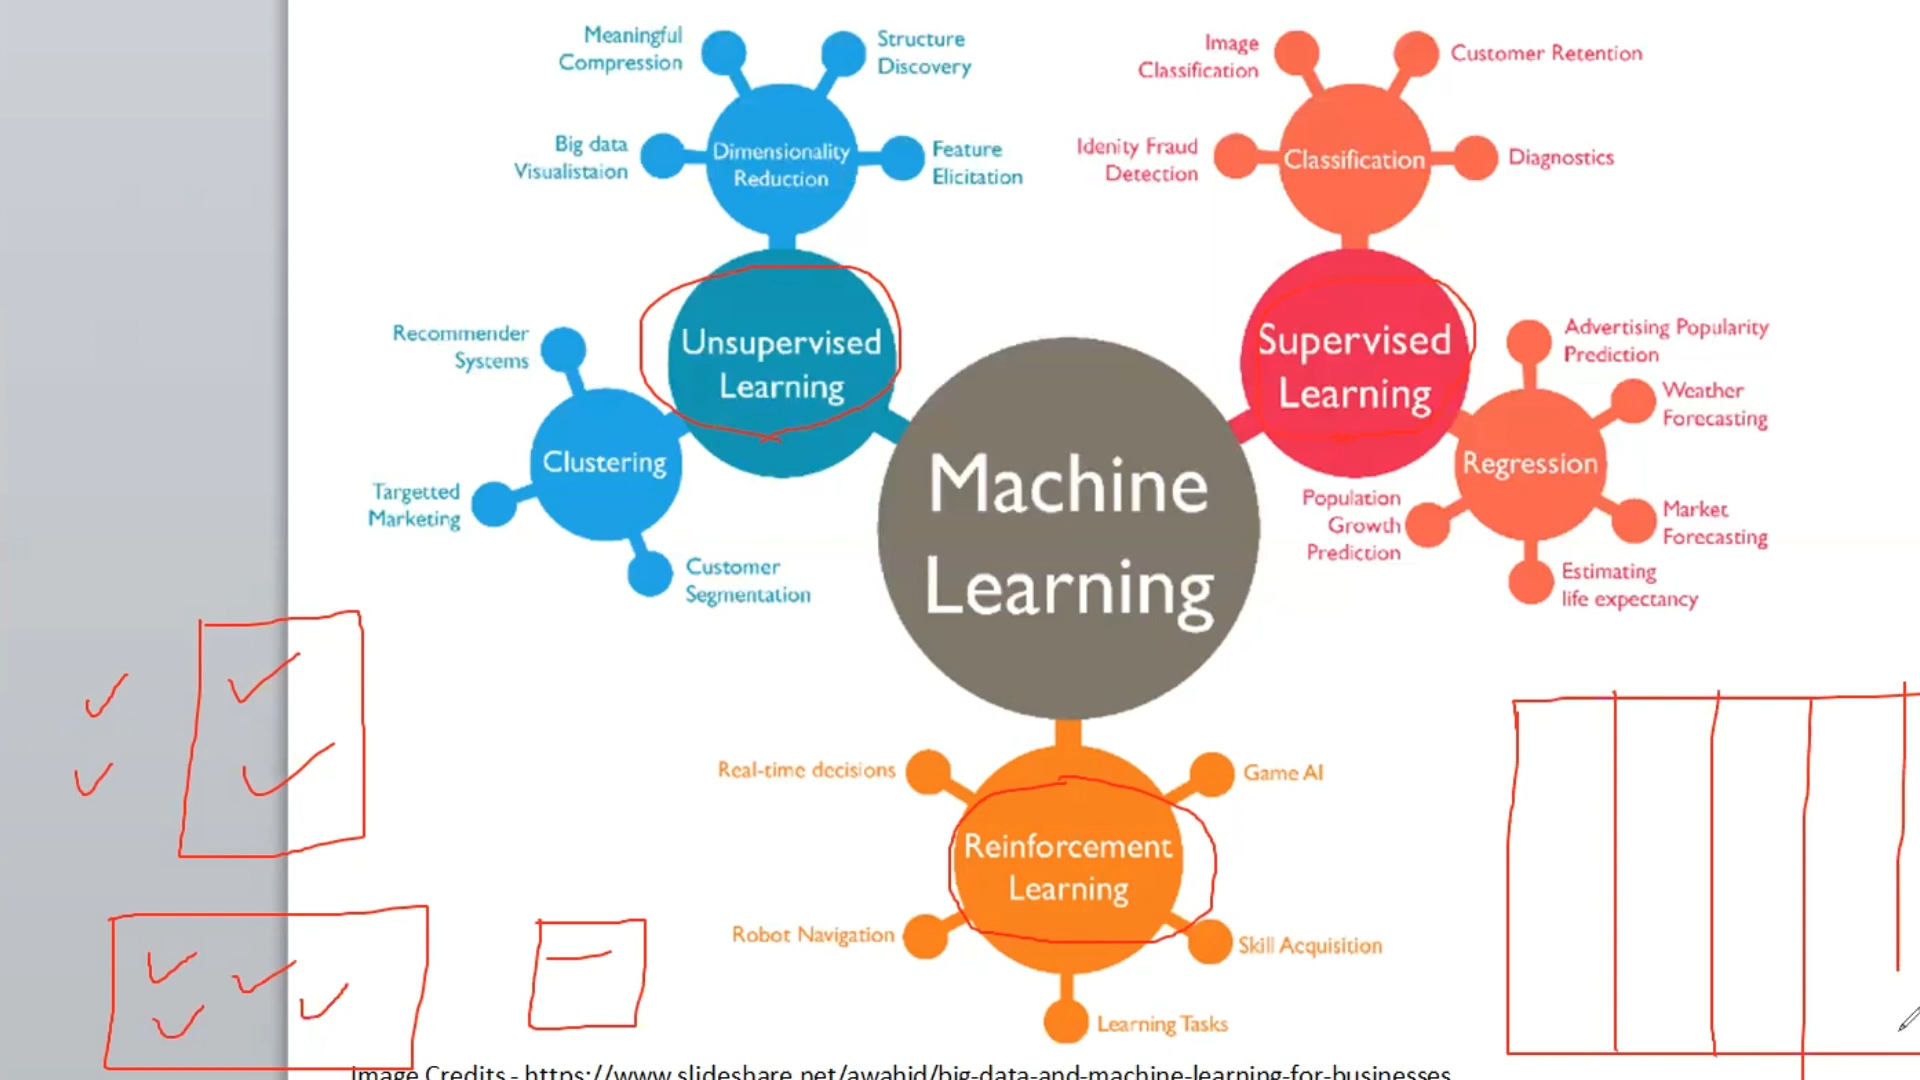 Meaningful
Compression
Structure
Discovery
Big data
Visualistaion
Dimensionality
Reduction
Feature
Elicitation
Image
Classification
Customer Retention
Idenity Fraud
Detection
Classification
Diagnostics
Recommender
Systems
Unsupervised
Learning
Clustering
Targetted
Marketing
Customer
Segmentation
Supervised
Learning
Advertising Popularity
Prediction
Weather
Forecasting
Regression
Population
Growth
Prediction
Market
Forecasting
Estimating
life expectancy
Machine
Learning
Real-time decisions
Game AI
Reinforcement
Learning
Robot Navigation
Skill Acquisition
Learning Tasks
Image Credits - https://www.slideshare.net/awahid/big-data-and-machine-learning-for-businesses